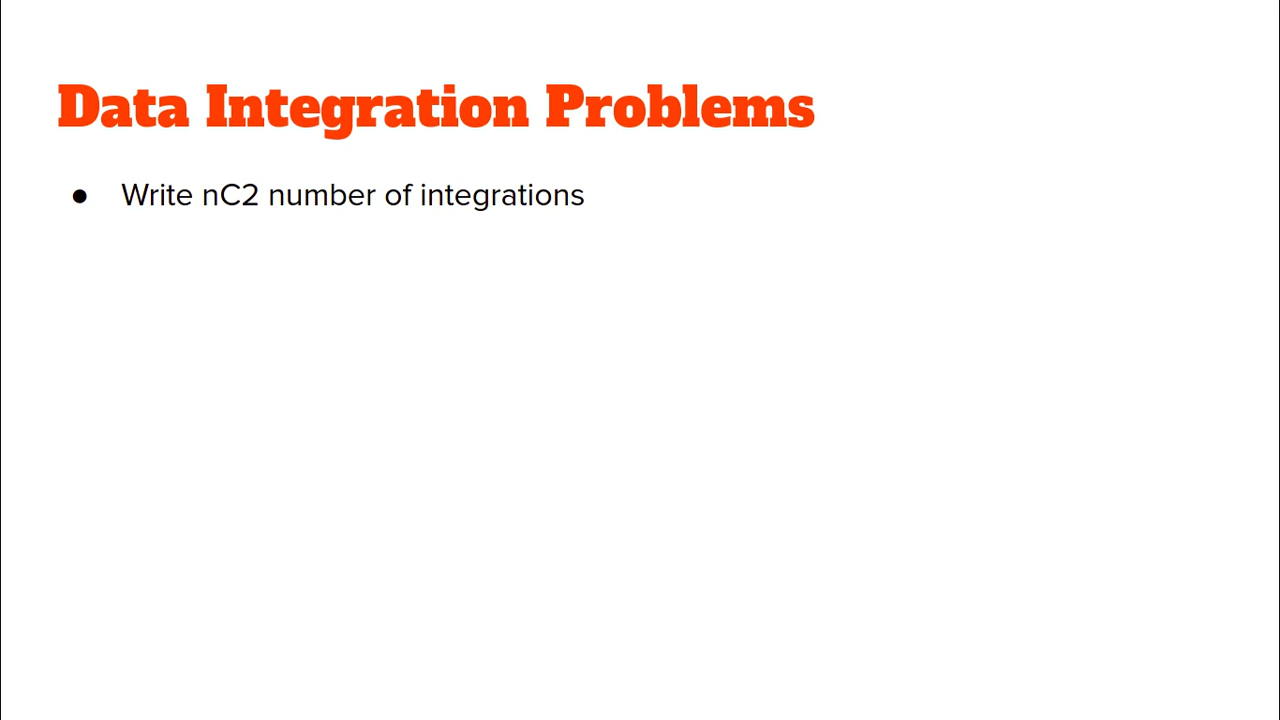 Data Integration Problems
● Write nC2 number of integrations